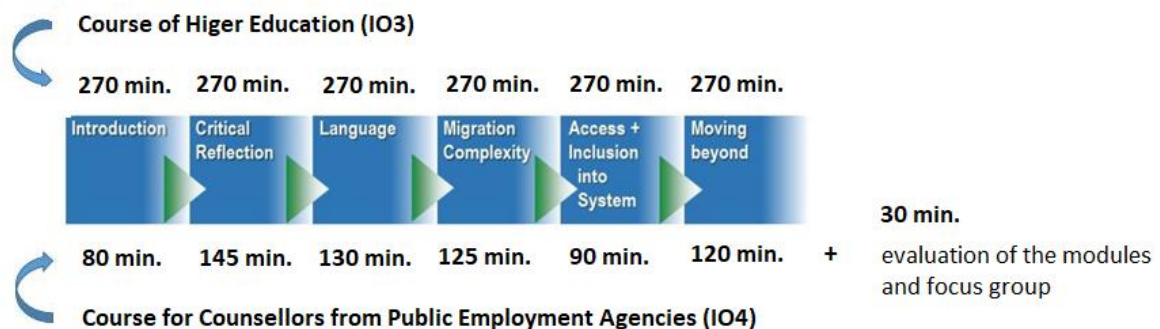 Course of Higer Education (IO3)
270 min. 270 min. 270 min. 270 min. 270 min. 270 min.
Introduction
Critical
Reflection
Language
Migration
Complexity
Access +
Inclusion
into
System
Moving
beyond
80 min. 145 min. 130 min. 125 min. 90 min. 120 min. +
30 min.
evaluation of the modules
and focus group
Course for Counsellors from Public Employment Agencies (IO4)